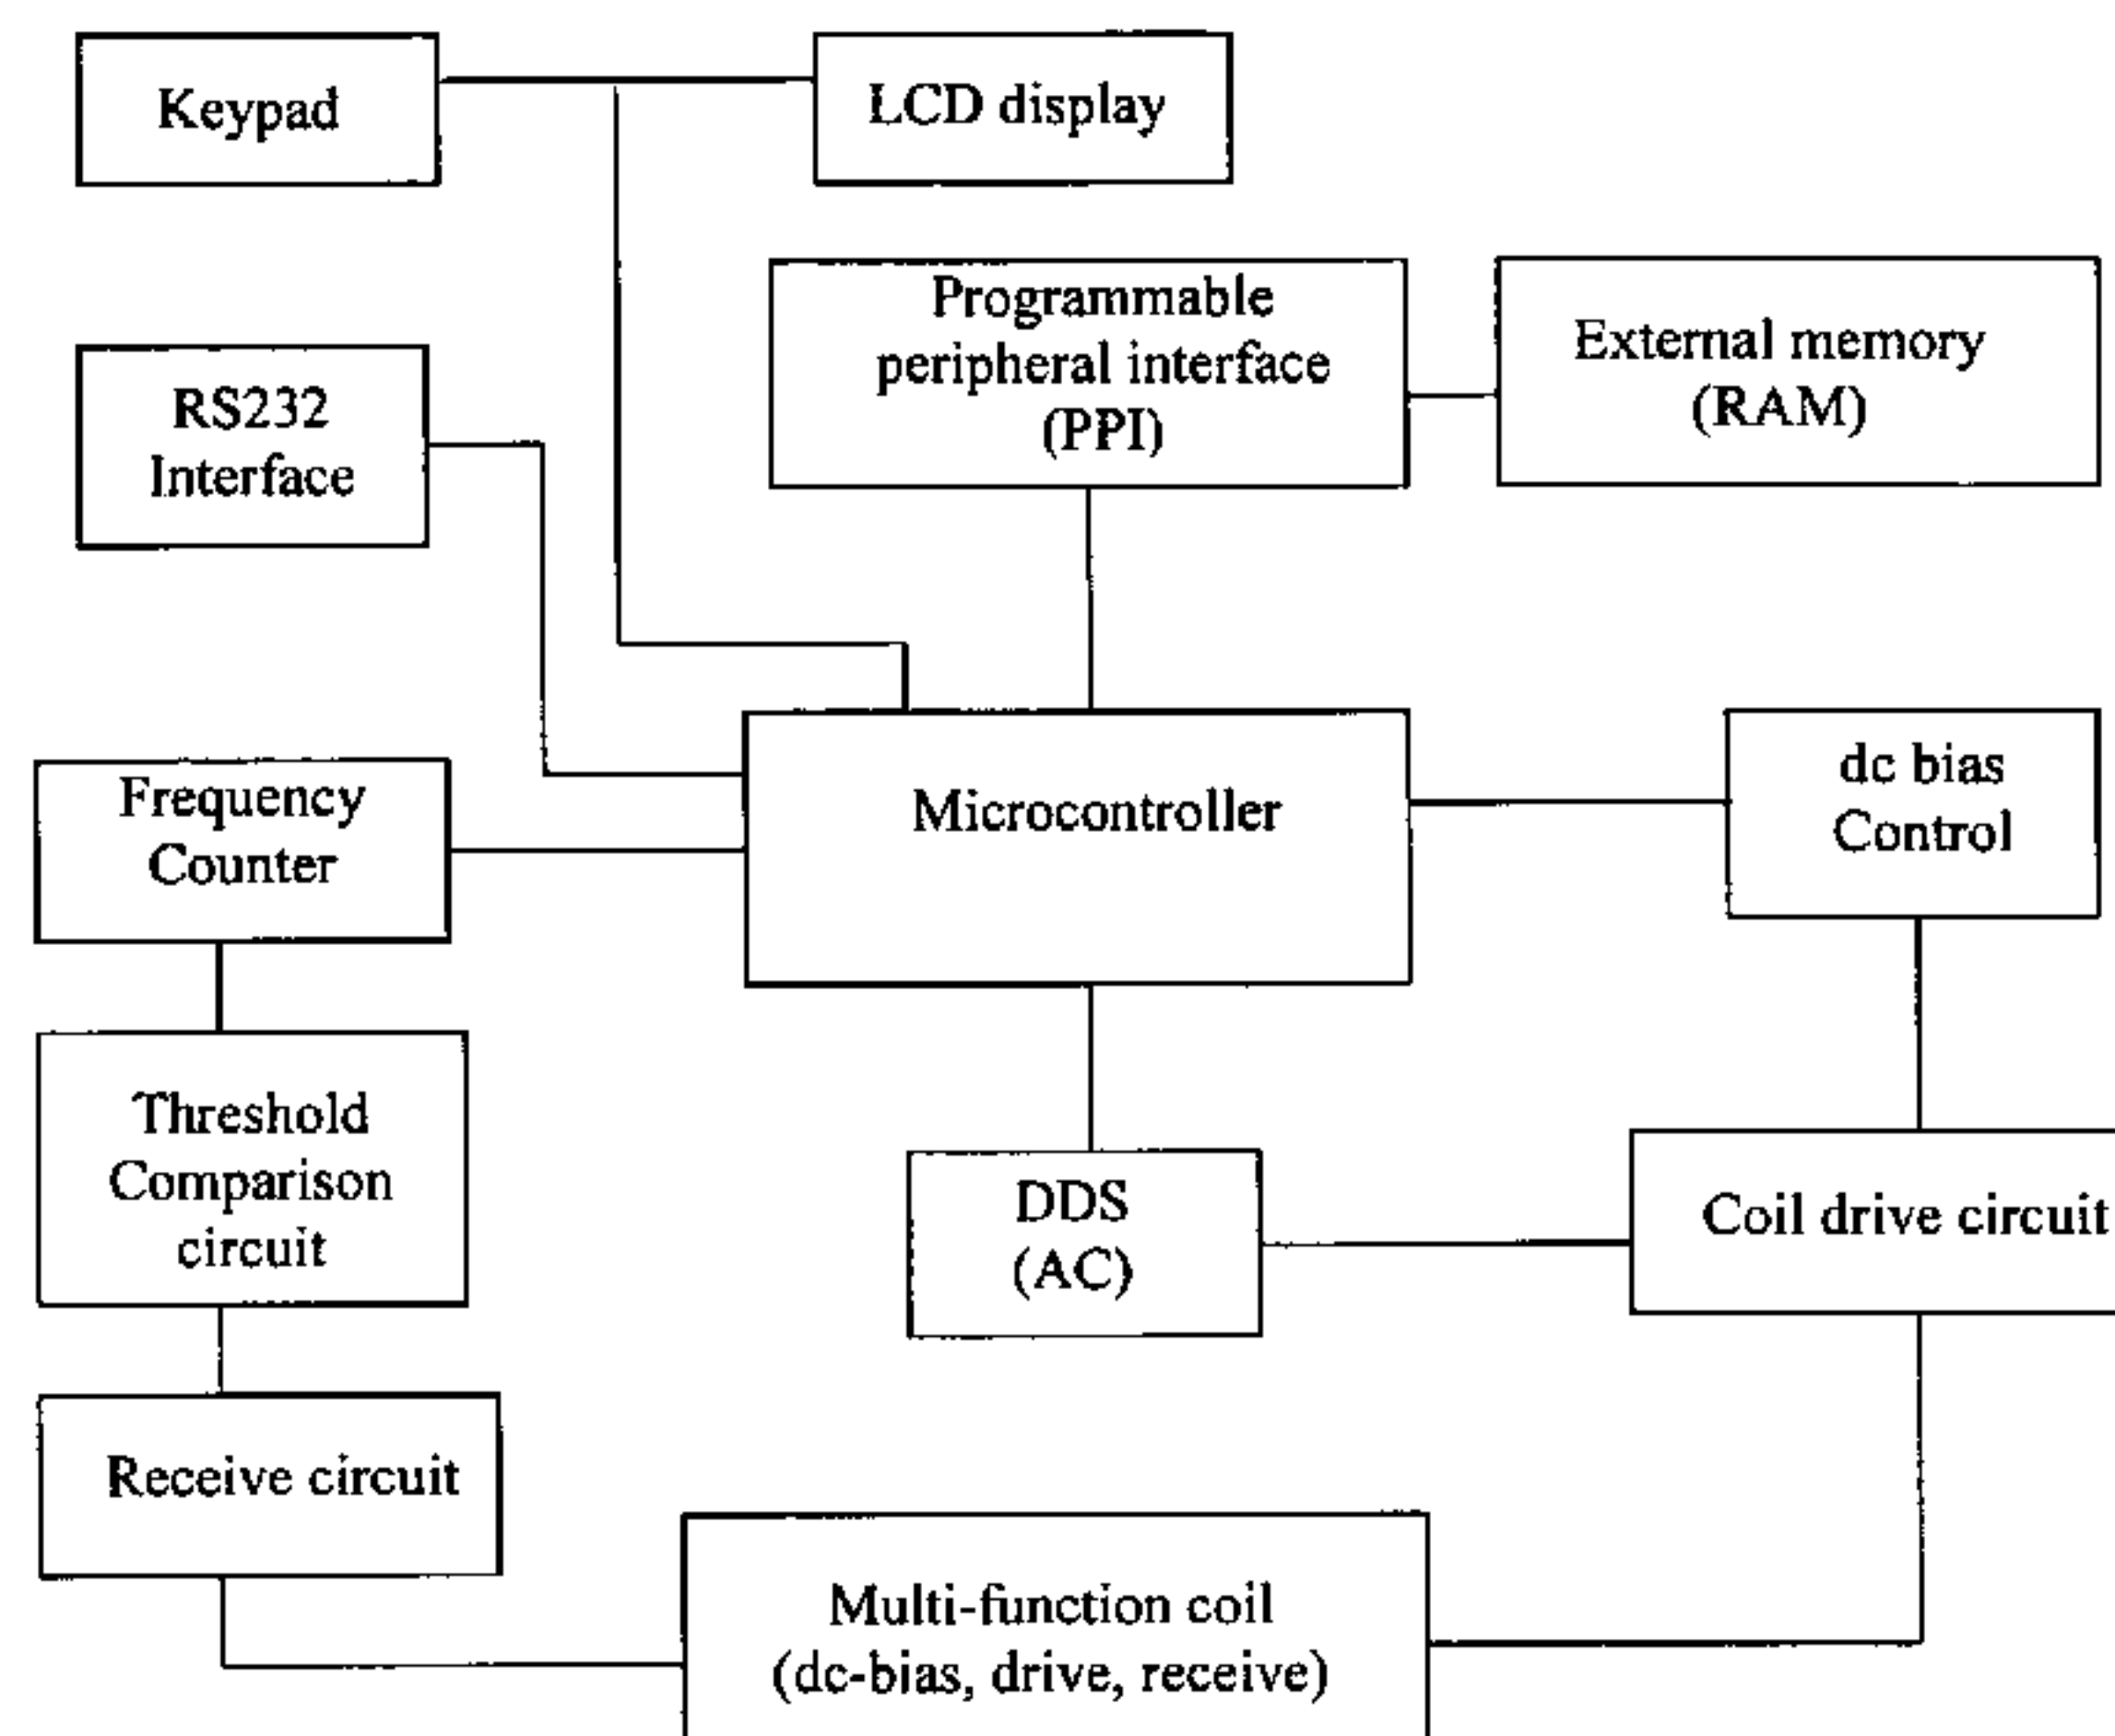 Keypad
LCD display
Programmable
peripheral interface
(PPI)
External memory
(RAM)
RS232
Interface
Frequency
Counter
Microcontroller
dc bias
Control
Threshold
Comparison
circuit
DDS
(AC)
Coil drive circuit
Receive circuit
Multi-function coil
(dc-bias, drive, receive)